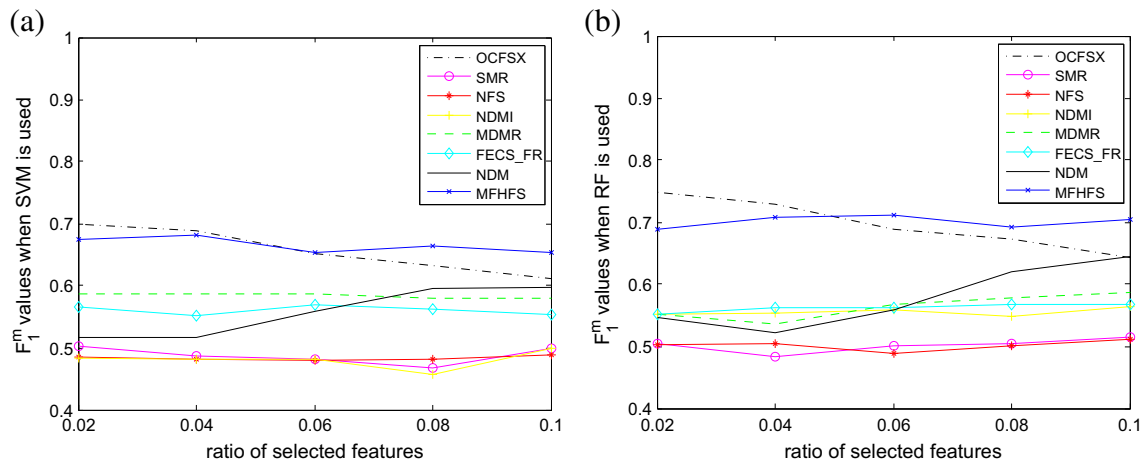 (a)
F₁ᵐ values when SVM is used
1
0.9
0.8
0.7
0.6
0.5
0.4
0.02
0.04
0.06
0.08
0.1
ratio of selected features
OCFSX
SMR
NFS
NDMI
MDMR
FECS_FR
NDM
MFHFS
(b)
F₁ᵐ values when RF is used
1
0.9
0.8
0.7
0.6
0.5
0.4
0.02
0.04
0.06
0.08
0.1
ratio of selected features
OCFSX
SMR
NFS
NDMI
MDMR
FECS_FR
NDM
MFHFS